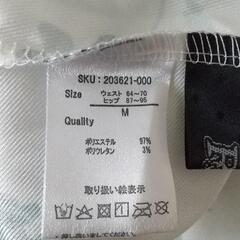 SKU : 203621-000
Size ウェスト 64~70
ヒップ 87~95
M
Quality
ポリエステル 97%
ポリウレタン 3%
取り扱い絵表示